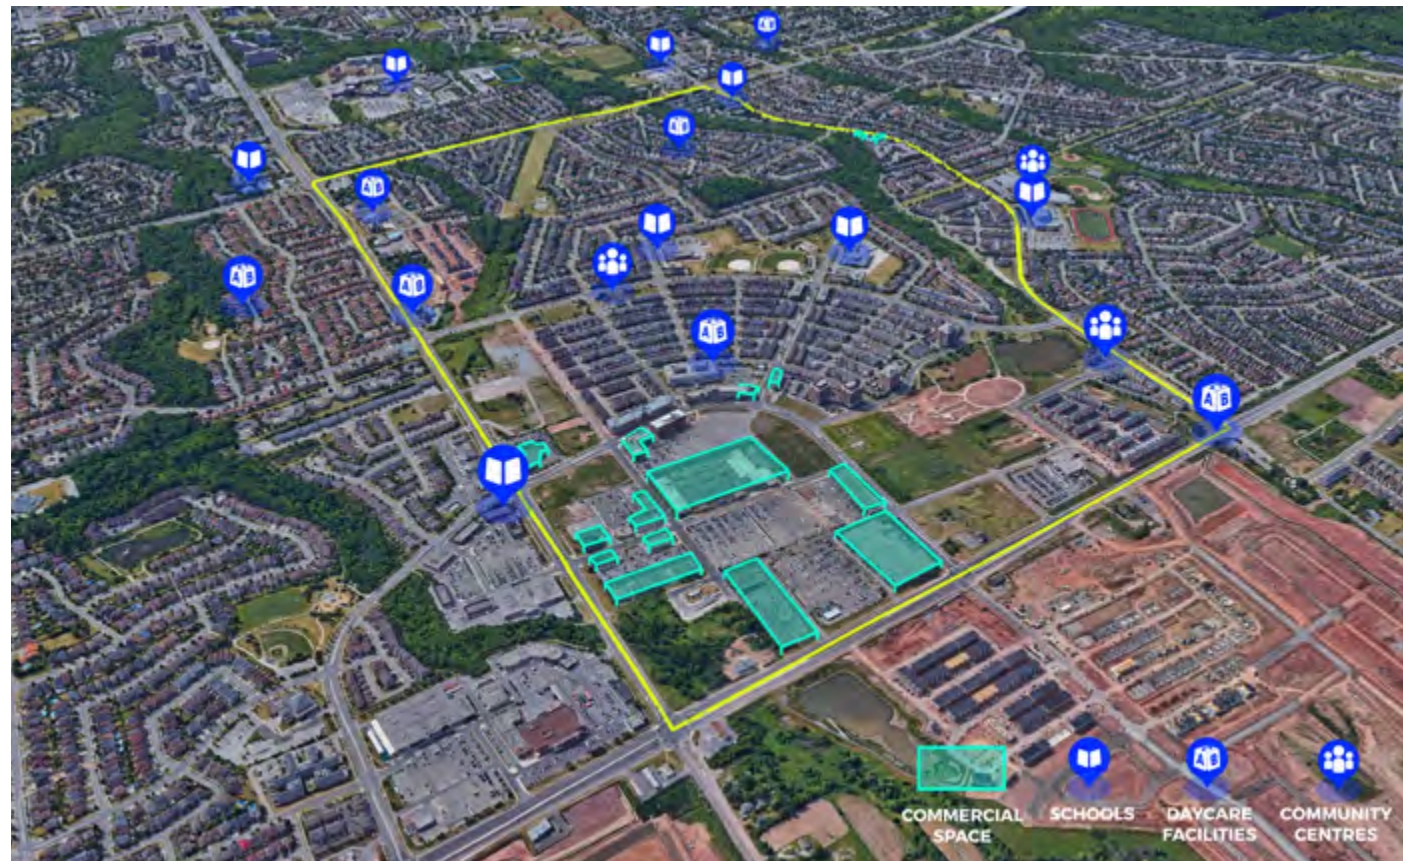 COMMERCIAL
SPACE
SCHOOLS
DAYCARE
FACILITIES
COMMUNITY
CENTRES
A B
A B
A B
A B
A B
A B
A B
A B